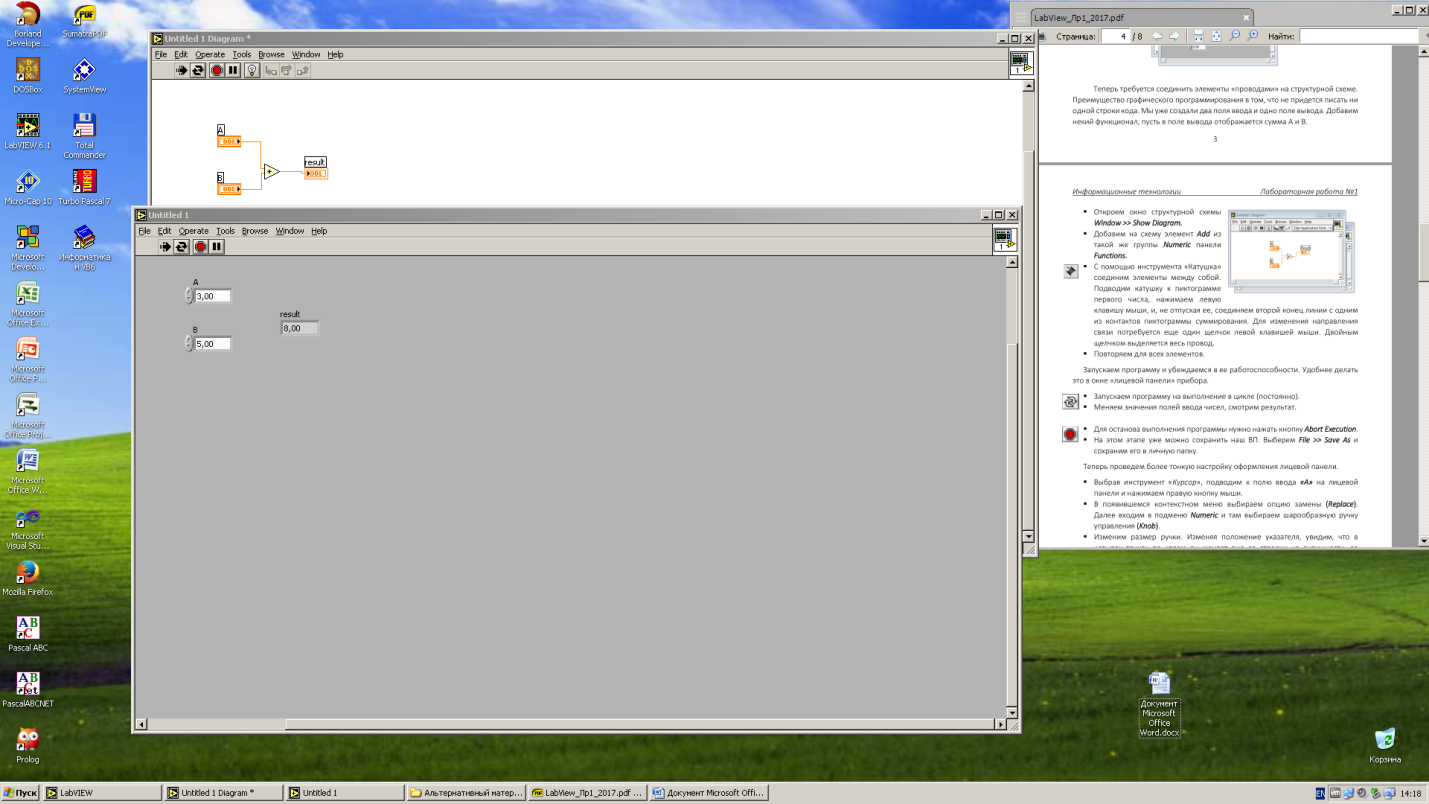 Borland
Develope...
SumatraPDF
DOSBox
SystemView
LabVIEW 6.1
Total
Commander
Micro-Cap 10
Turbo Pascal 7
Microsoft
Develo...
Информатика
и VB6
Microsoft
Office Ex...
Microsoft
Office P...
Microsoft
Office Proj...
Microsoft
Office W...
Microsoft
Visual Stu...
Mozilla Firefox
Pascal ABC
PascalABCNET
Prolog
Untitled 1 Diagram *
File Edit Operate Tools Browse Window Help
1
A
DBL
B
DBL
result
DBL
Untitled 1
File Edit Operate Tools Browse Window Help
1
A
3,00
B
5,00
result
8,00
LabView_Лр1_2017.pdf
Страница: 4 / 8 Найти:
Теперь требуется соединить элементы «проводами» на структурной схеме.
Преимущество графического программирования в том, что не придется писать ни
одной строки кода. Мы уже создали два поля ввода и одно поле вывода. Добавим
некий функционал, пусть в поле вывода отображается сумма А и В.
3
Информационные технологии Лабораторная работа №1
▪ Откроем окно структурной схемы
Window >> Show Diagram.
▪ Добавим на схему элемент Add из
такой же группы Numeric панели
Functions.
▪ С помощью инструмента «Катушка»
соединим элементы между собой.
Подводим катушку к пиктограмме
первого числа, нажимаем левую
клавишу мыши, и, не отпуская ее, соединяем второй конец линии с одним
из контактов пиктограммы суммирования. Для изменения направления
связи потребуется еще один щелчок левой клавишей мыши. Двойным
щелчком выделяется весь провод.
▪ Повторяем для всех элементов.
Запускаем программу и убеждаемся в ее работоспособности. Удобнее делать
это в окне «лицевой панели» прибора.
▪ Запускаем программу на выполнение в цикле (постоянно).
▪ Меняем значения полей ввода чисел, смотрим результат.
▪ Для останова выполнения программы нужно нажать кнопку Abort Execution.
▪ На этом этапе уже можно сохранить наш ВП. Выберем File >> Save As и
сохраним его в личную папку.
Теперь проведем более тонкую настройку оформления лицевой панели.
▪ Выбрав инструмент «Курсор», подводим к полю ввода «А» на лицевой
панели и нажимаем правую кнопку мыши.
▪ В появившемся контекстном меню выбираем опцию замены (Replace).
Далее входим в подменю Numeric и там выбираем шарообразную ручку
управления (Knob).
▪ Изменим размер ручки. Изменяя положение указателя, увидим, что в
Документ
Microsoft
Office
Word.docx
Корзина
Пуск
LabVIEW
Untitled 1 Diagram *
Untitled 1
Альтернативный матер...
LabView_Лр1_2017.pdf ...
Документ Microsoft Offi...
EN
14:18